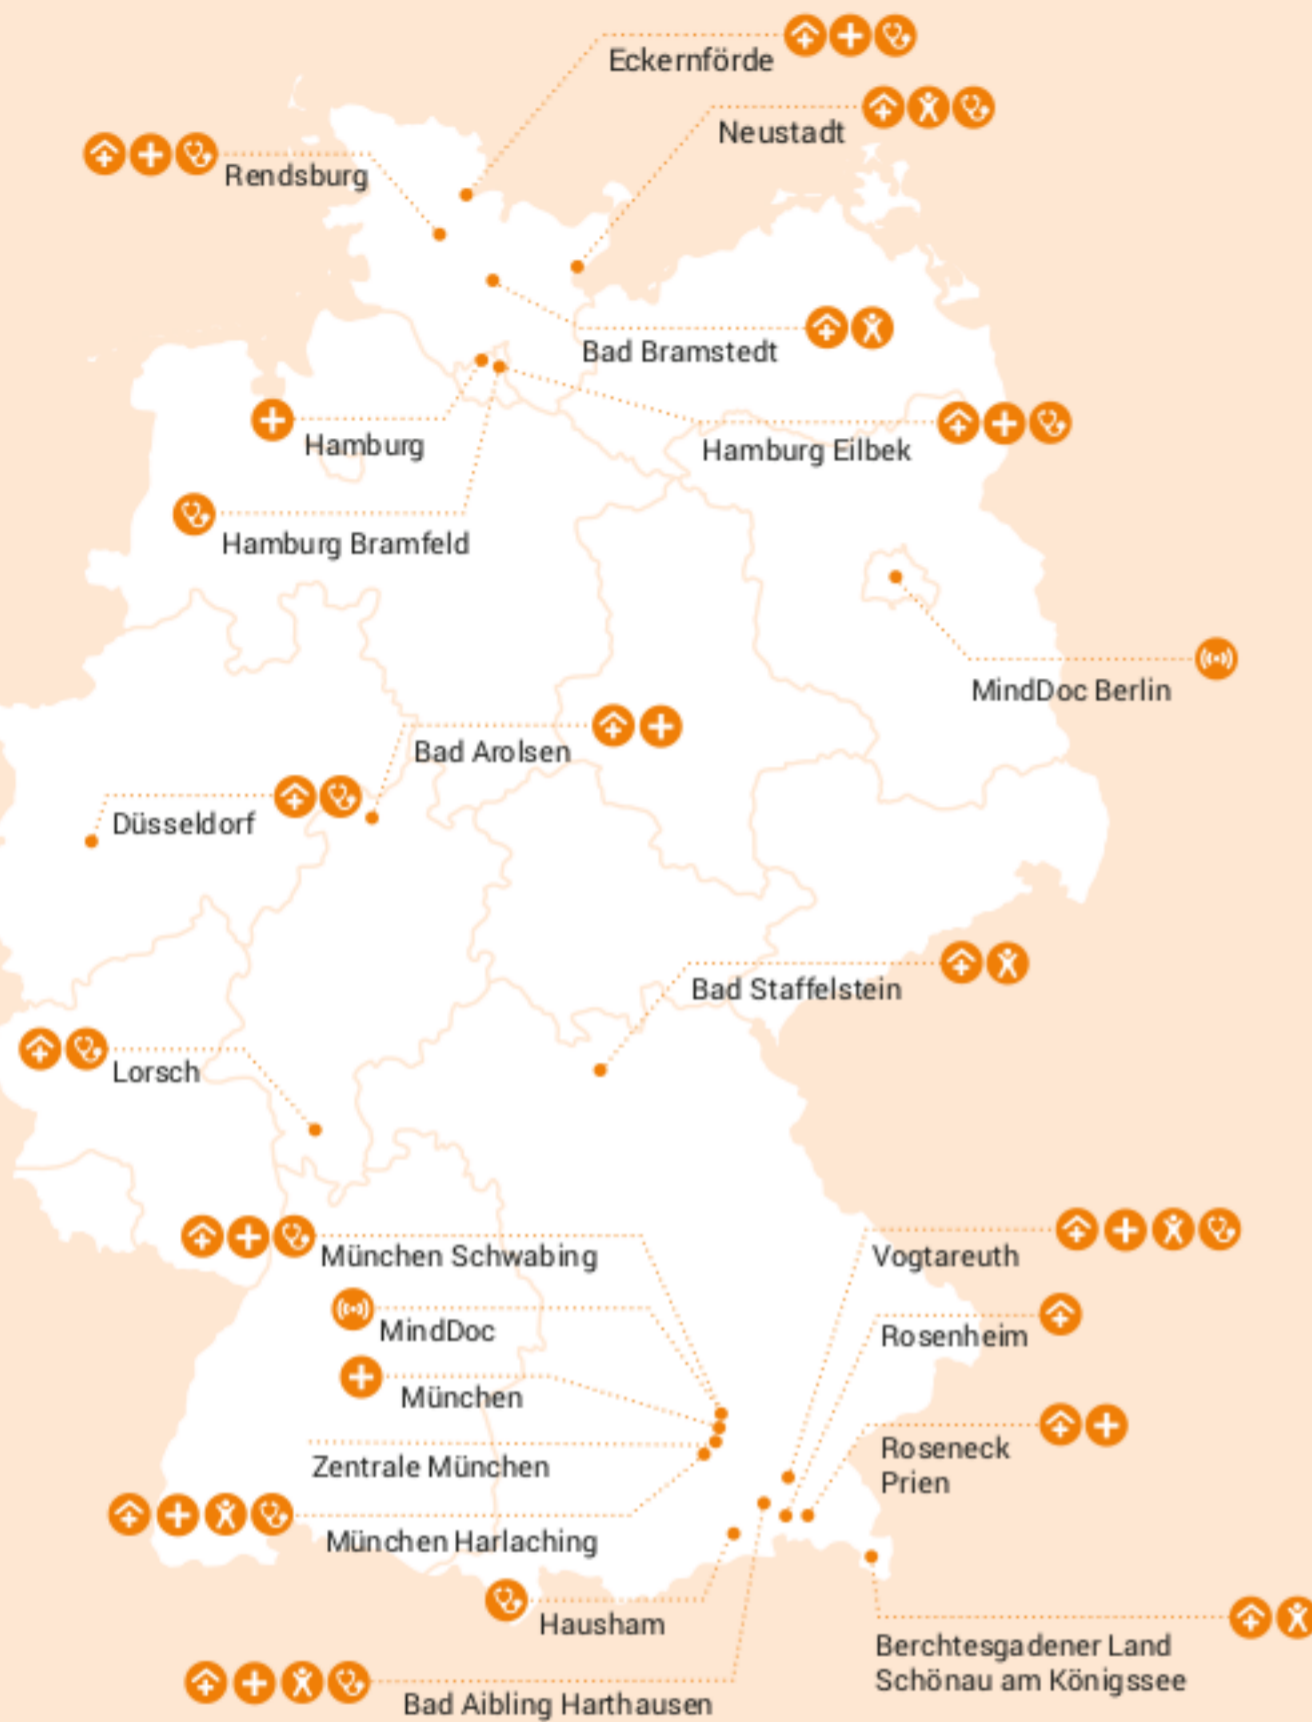 Eckernförde
Neustadt
Rendsburg
Bad Bramstedt
Hamburg
Hamburg Eilbek
Hamburg Bramfeld
MindDoc Berlin
Bad Arolsen
Düsseldorf
Bad Staffelstein
Lorsch
München Schwabing
Vogtareuth
MindDoc
Rosenheim
München
Roseneck
Prien
Zentrale München
München Harlaching
Hausham
Berchtesgadener Land
Schönau am Königssee
Bad Aibling Harthausen